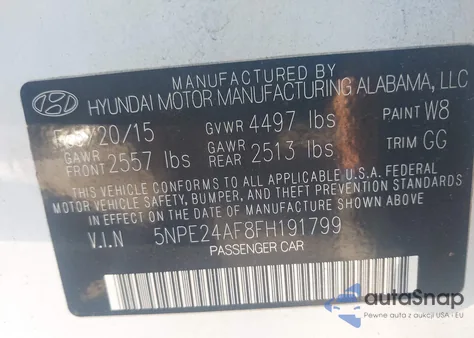 MANUFACTURED BY
HYUNDAI MOTOR MANUFACTURING ALABAMA, LLC
/20/15 GVWR 4497 lbs PAINT W8
GAWR FRONT 2557 lbs GAWR REAR 2513 lbs TRIM GG
THIS VEHICLE CONFORMS TO ALL APPLICABLE U.S.A FEDERAL
MOTOR VEHICLE SAFETY, BUMPER, AND THEFT PREVENTION STANDARDS
IN EFFECT ON THE DATE OF MANUFACTURE SHOWN ABOVE.
V.I.N 5NPE24AF8FH191799
PASSENGER CAR
autoSnap
Pewne auta z aukcji USA i EU